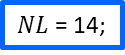 NL = 14;